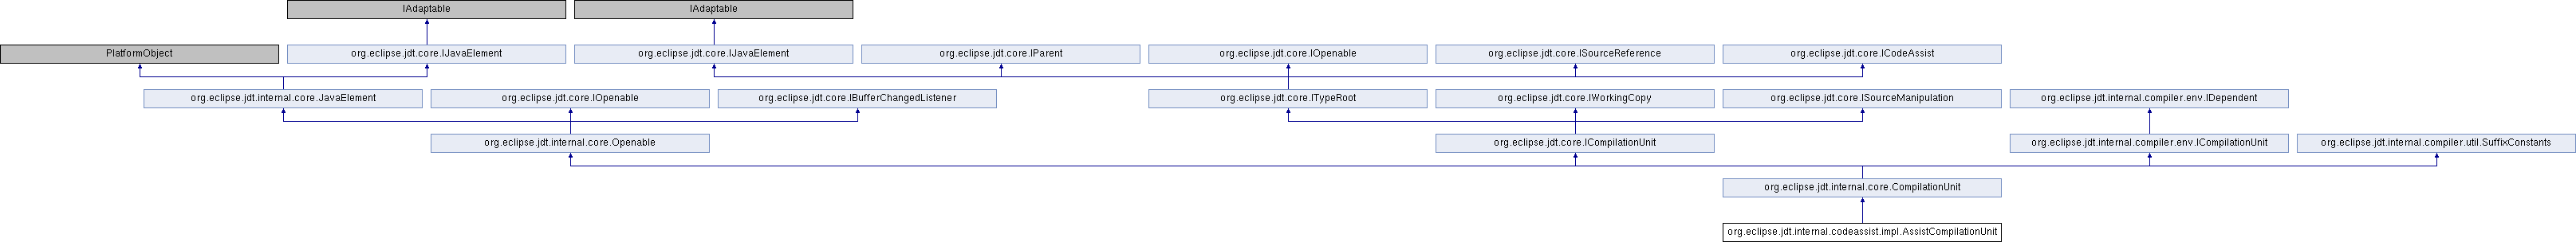 IAdaptable
IAdaptable
PlatformObject
org.eclipse.jdt.core.IJavaElement
org.eclipse.jdt.core.IJavaElement
org.eclipse.jdt.core.IParent
org.eclipse.jdt.core.IOpenable
org.eclipse.jdt.core.ISourceReference
org.eclipse.jdt.core.ICodeAssist
org.eclipse.jdt.internal.core.JavaElement
org.eclipse.jdt.core.IOpenable
org.eclipse.jdt.core.IBufferChangedListener
org.eclipse.jdt.core.ITypeRoot
org.eclipse.jdt.core.IWorkingCopy
org.eclipse.jdt.core.ISourceManipulation
org.eclipse.jdt.internal.compiler.env.IDependent
org.eclipse.jdt.internal.core.Openable
org.eclipse.jdt.core.ICompilationUnit
org.eclipse.jdt.internal.compiler.env.ICompilationUnit
org.eclipse.jdt.internal.compiler.util.SuffixConstants
org.eclipse.jdt.internal.core.CompilationUnit
org.eclipse.jdt.internal.codeassist.impl.AssistCompilationUnit